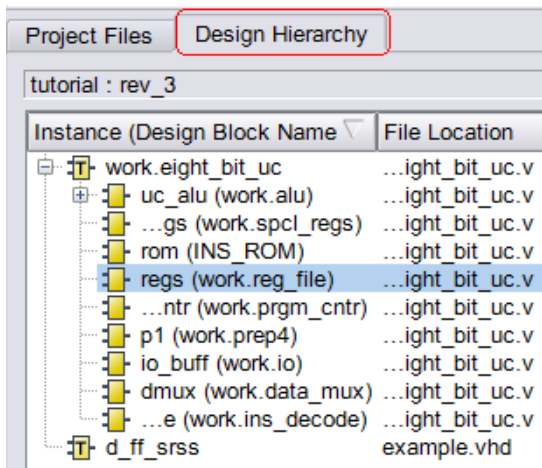 Project Files Design Hierarchy
tutorial : rev_3
Instance (Design Block Name File Location
T work.eight_bit_uc ...ight_bit_uc.v
uc_alu (work.alu) ...ight_bit_uc.v
...gs (work.spcl_regs) ...ight_bit_uc.v
rom (INS_ROM) ...ight_bit_uc.v
regs (work.reg_file) ...ight_bit_uc.v
...ntr (work.prgm_cntr) ...ight_bit_uc.v
p1 (work.prep4) ...ight_bit_uc.v
io_buff (work.io) ...ight_bit_uc.v
dmux (work.data_mux) ...ight_bit_uc.v
...e (work.ins_decode) ...ight_bit_uc.v
T d_ff_srss example.vhd